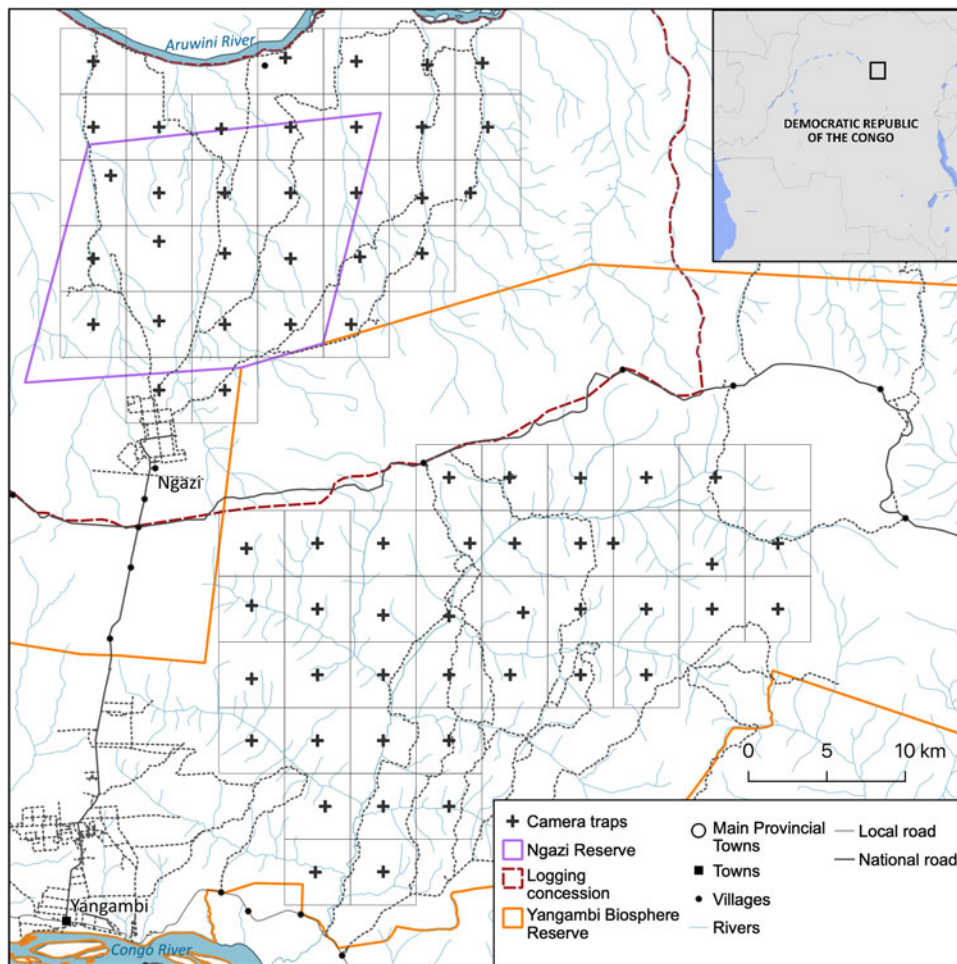 Aruwini River
DEMOCRATIC REPUBLIC
OF THE CONGO
Ngazi
0 5 10 km
Yangambi
Congo River
Camera traps
Ngazi Reserve
Logging
concession
Yangambi Biosphere
Reserve
Main Provincial
Towns
Towns
Villages
Rivers
Local road
National road